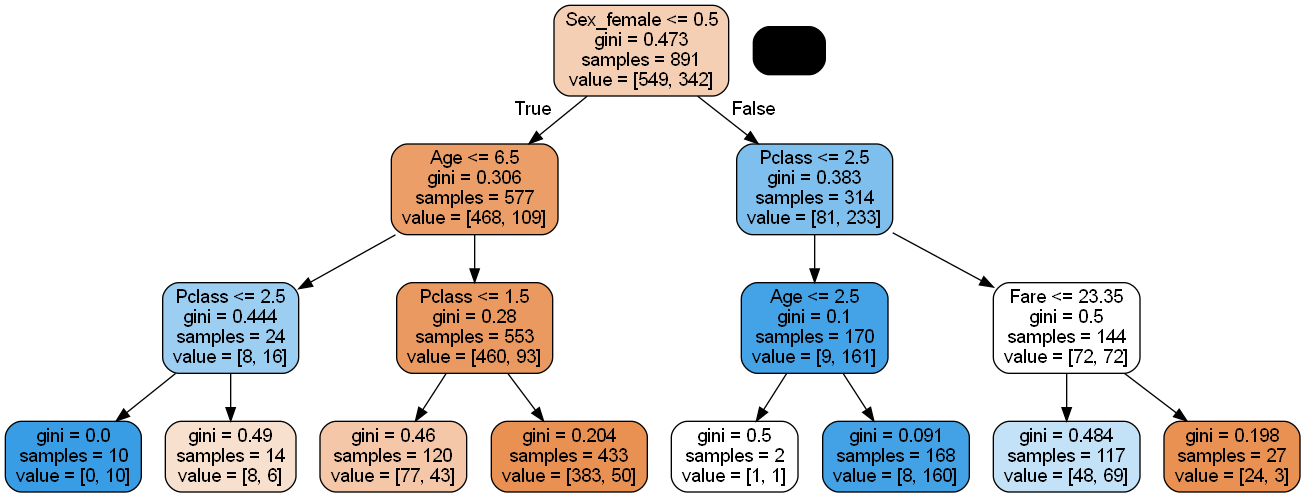 Sex_female <= 0.5
gini = 0.473
samples = 891
value = [549, 342]
True
False
Age <= 6.5
gini = 0.306
samples = 577
value = [468, 109]
Pclass <= 2.5
gini = 0.383
samples = 314
value = [81, 233]
Pclass <= 2.5
gini = 0.444
samples = 24
value = [8, 16]
Pclass <= 1.5
gini = 0.28
samples = 553
value = [460, 93]
Age <= 2.5
gini = 0.1
samples = 170
value = [9, 161]
Fare <= 23.35
gini = 0.5
samples = 144
value = [72, 72]
gini = 0.0
samples = 10
value = [0, 10]
gini = 0.49
samples = 14
value = [8, 6]
gini = 0.46
samples = 120
value = [77, 43]
gini = 0.204
samples = 433
value = [383, 50]
gini = 0.5
samples = 2
value = [1, 1]
gini = 0.091
samples = 168
value = [8, 160]
gini = 0.484
samples = 117
value = [48, 69]
gini = 0.198
samples = 27
value = [24, 3]